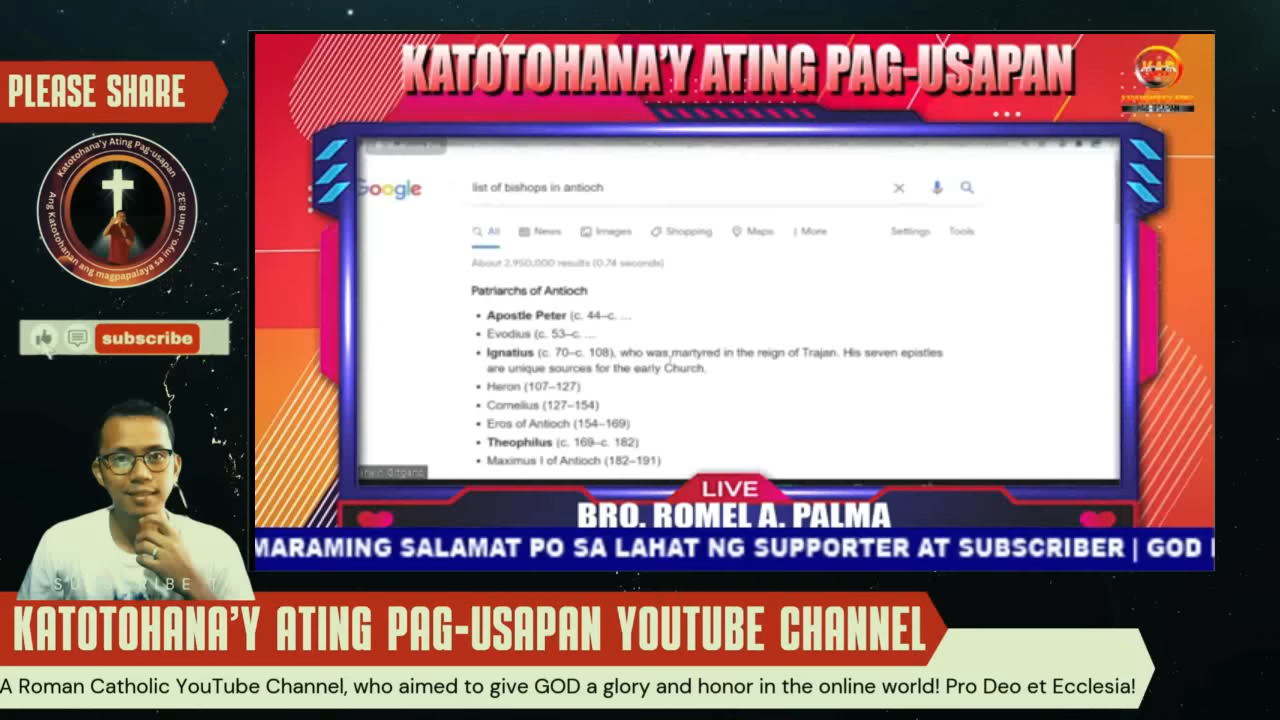 PLEASE SHARE
Katotohana'y Ating Pag-usapan
Ang Katotohanan ang magpapalaya sa inyo. Juan 8:32
subscribe
SUBSCRIBE T
KATOTOHANA'Y ATING PAG-USAPAN
PAG-USAPAN
Google
list of bishops in antioch
All
News
Images
Shopping
Maps
More
Settings
Tools
About 2,950,000 results (0.74 seconds)
Patriarchs of Antioch
• Apostle Peter (c. 44–c. ...
• Evodius (c. 53–c. ...
• Ignatius (c. 70–c. 108), who was martyred in the reign of Trajan. His seven epistles
are unique sources for the early Church.
• Heron (107–127)
• Cornelius (127–154)
• Eros of Antioch (154–169)
• Theophilus (c. 169–c. 182)
• Maximus I of Antioch (182–191)
LIVE
BRO. ROMEL A. PALMA
MARAMING SALAMAT PO SA LAHAT NG SUPPORTER AT SUBSCRIBER | GOD
KATOTOHANA'Y ATING PAG-USAPAN YOUTUBE CHANNEL
A Roman Catholic YouTube Channel, who aimed to give GOD a glory and honor in the online world! Pro Deo et Ecclesia!